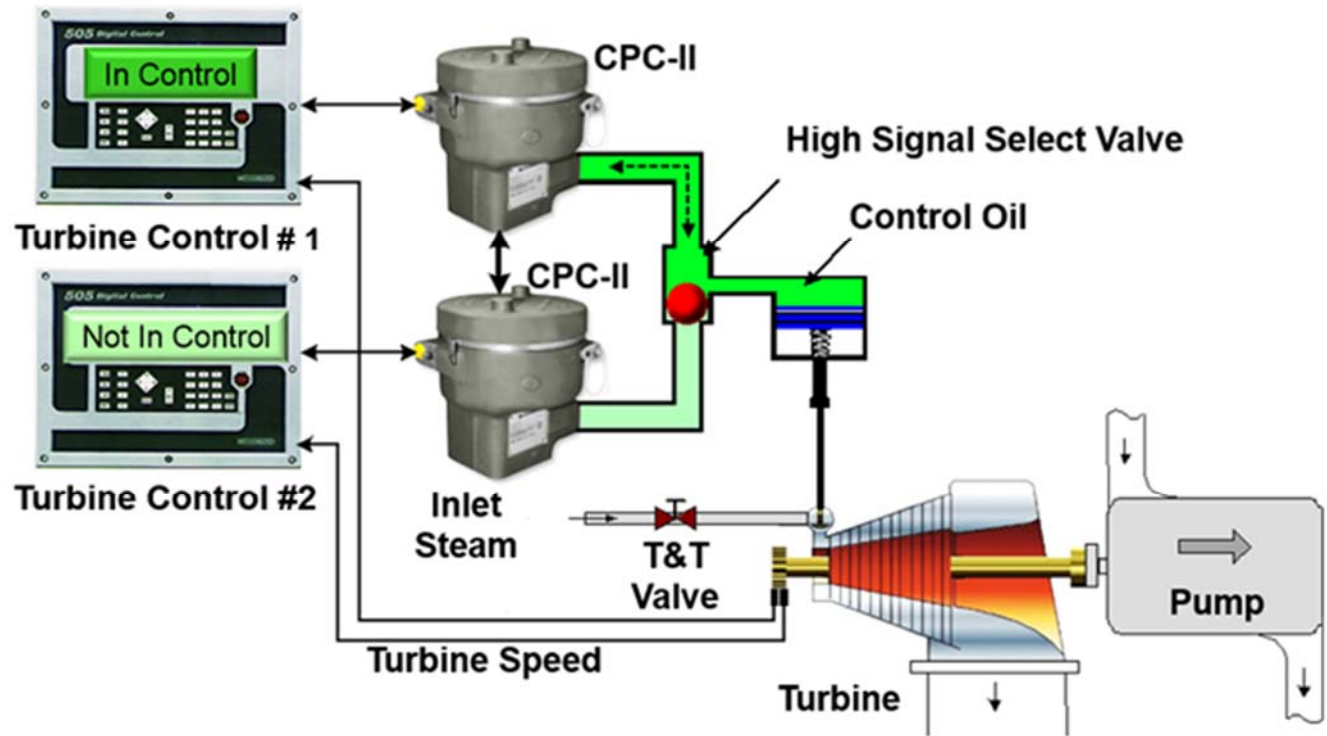 505 Digital Control
In Control
Turbine Control # 1
505 Digital Control
Not In Control
Turbine Control #2
CPC-II
CPC-II
High Signal Select Valve
Control Oil
Inlet
Steam
T&T
Valve
Turbine Speed
Turbine
Pump